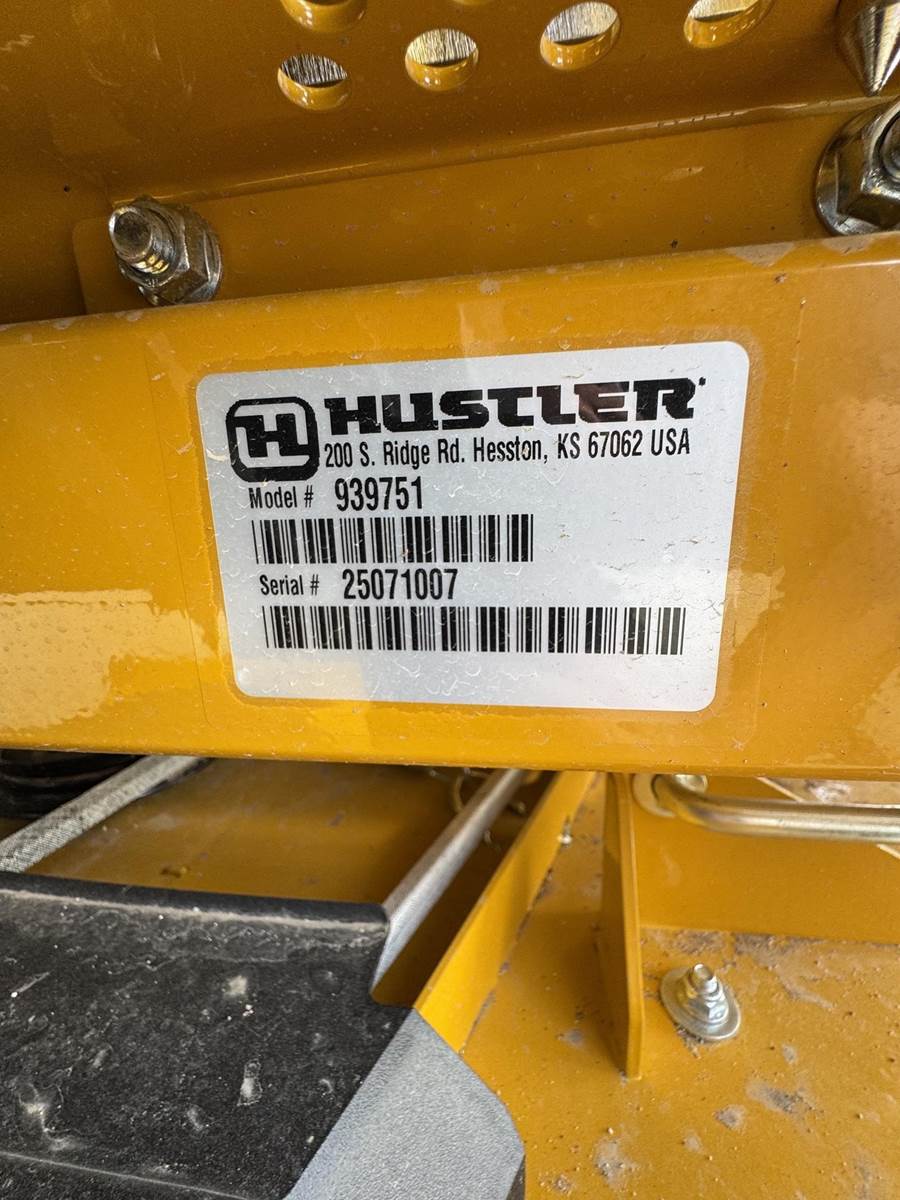 H HUSTLER
200 S. Ridge Rd. Hesston, KS 67062 USA
Model # 939751
Serial # 25071007